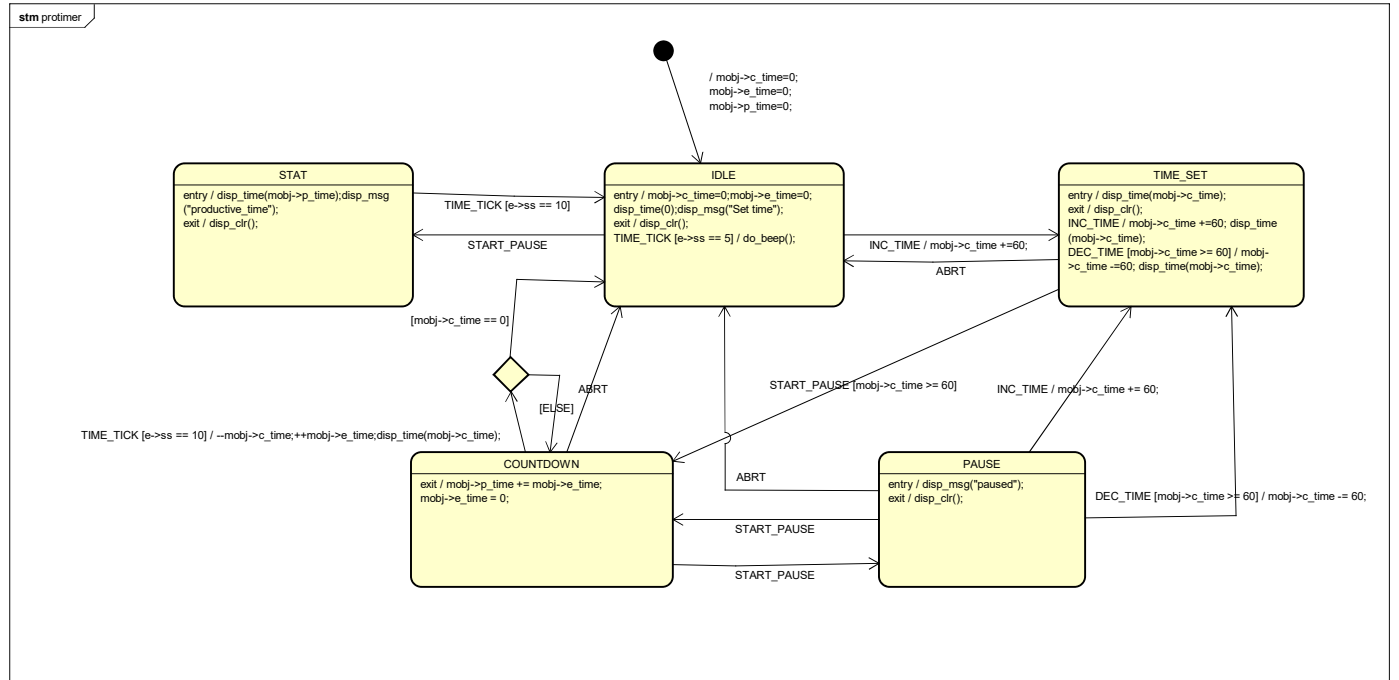 stm protimer
/ mobj->c_time=0;
mobj->e_time=0;
mobj->p_time=0;
STAT
entry / disp_time(mobj->p_time);disp_msg
("productive_time");
exit / disp_clr();
TIME_TICK [e->ss == 10]
START_PAUSE
IDLE
entry / mobj->c_time=0;mobj->e_time=0;
disp_time(0);disp_msg("Set time");
exit / disp_clr();
TIME_TICK [e->ss == 5] / do_beep();
INC_TIME / mobj->c_time +=60;
ABRT
TIME_SET
entry / disp_time(mobj->c_time);
exit / disp_clr();
INC_TIME / mobj->c_time +=60; disp_time
(mobj->c_time);
DEC_TIME [mobj->c_time >= 60] / mobj-
>c_time -=60; disp_time(mobj->c_time);
[mobj->c_time == 0]
[ELSE]
ABRT
START_PAUSE [mobj->c_time >= 60]
INC_TIME / mobj->c_time += 60;
TIME_TICK [e->ss == 10] / --mobj->c_time;++mobj->e_time;disp_time(mobj->c_time);
COUNTDOWN
exit / mobj->p_time += mobj->e_time;
mobj->e_time = 0;
ABRT
START_PAUSE
START_PAUSE
PAUSE
entry / disp_msg("paused");
exit / disp_clr();
DEC_TIME [mobj->c_time >= 60] / mobj->c_time -= 60;